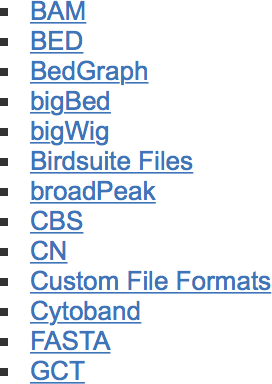 BAM
BED
BedGraph
bigBed
bigWig
Birdsuite Files
broadPeak
CBS
CN
Custom File Formats
Cytoband
FASTA
GCT